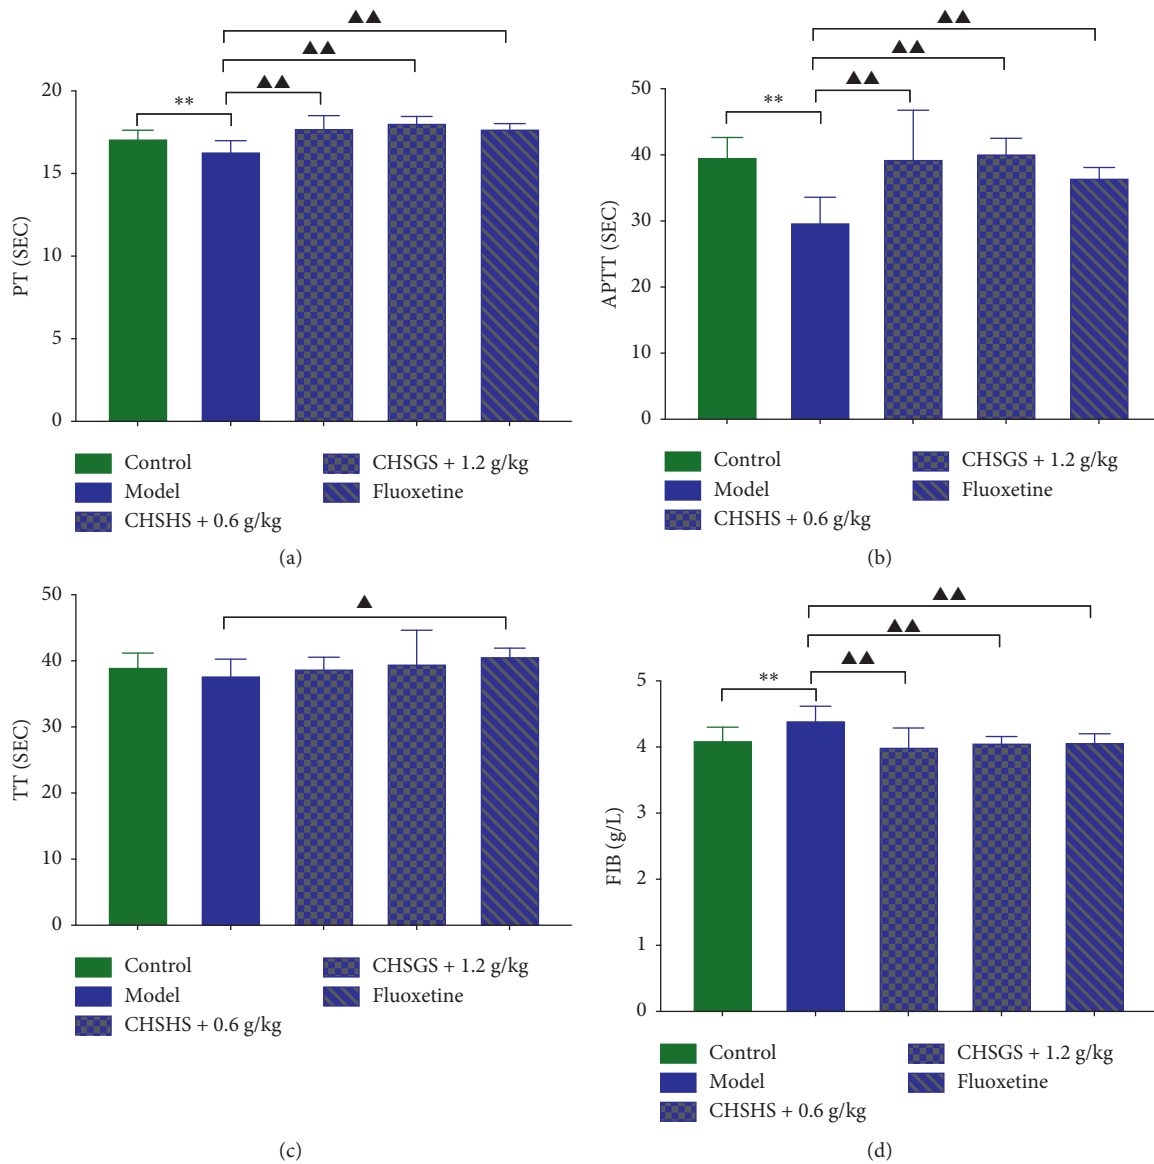 ▲▲
▲▲
▲▲
**
20
15
10
5
0
PT (SEC)
Control
Model
CHSHS + 0.6 g/kg
CHSGS + 1.2 g/kg
Fluoxetine
(a)
▲▲
▲▲
▲▲
**
50
40
30
40
0
APTT (SEC)
Control
Model
CHSHS + 0.6 g/kg
CHSGS + 1.2 g/kg
Fluoxetine
(b)
▲
50
40
30
20
10
0
TT (SEC)
Control
Model
CHSHS + 0.6 g/kg
CHSGS + 1.2 g/kg
Fluoxetine
(c)
▲▲
▲▲
▲▲
**
5
4
3
4
1
0
FIB (g/L)
Control
Model
CHSHS + 0.6 g/kg
CHSGS + 1.2 g/kg
Fluoxetine
(d)